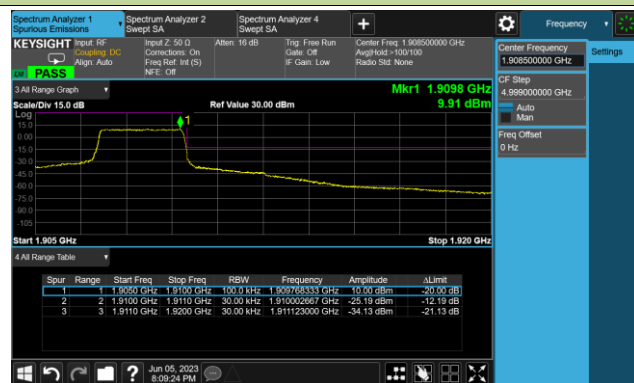 Spectrum Analyzer 1
Spurious Emissions
Spectrum Analyzer 2
Swept SA
Spectrum Analyzer 4
Swept SA
Frequency
KEYSIGHT
Input: RF
Coupling: DC
Align: Auto
Input Z: 50 Ω
Corrections: On
Freq Ref: Int (S)
NFE: Off
Atten: 16 dB
Trig: Free Run
Gate: Off
IF Gain: Low
Center Freq: 1.908500000 GHz
Avg|Hold:>100/100
Radio Std: None
PASS
Center Frequency
1.908500000 GHz
Settings
CF Step
4.999000000 GHz
Auto
Man
Freq Offset
0 Hz
3 All Range Graph
Mkr1 1.9098 GHz
Scale/Div 15.0 dB
Ref Value 30.00 dBm
9.91 dBm
Log
15.0
0.00
-15.0
-30.0
-45.0
-60.0
-75.0
-90.0
-105
1
Start 1.905 GHz
Stop 1.920 GHz
4 All Range Table
Spur Range Start Freq Stop Freq RBW Frequency Amplitude ΔLimit
1 1 1.9050 GHz 1.9100 GHz 100.0 kHz 1.909768333 GHz 10.00 dBm -20.00 dB
2 2 1.9100 GHz 1.9110 GHz 30.00 kHz 1.910002667 GHz -25.19 dBm -12.19 dB
3 3 1.9110 GHz 1.9200 GHz 30.00 kHz 1.911123000 GHz -34.13 dBm -21.13 dB
Jun 05, 2023
8:09:24 PM